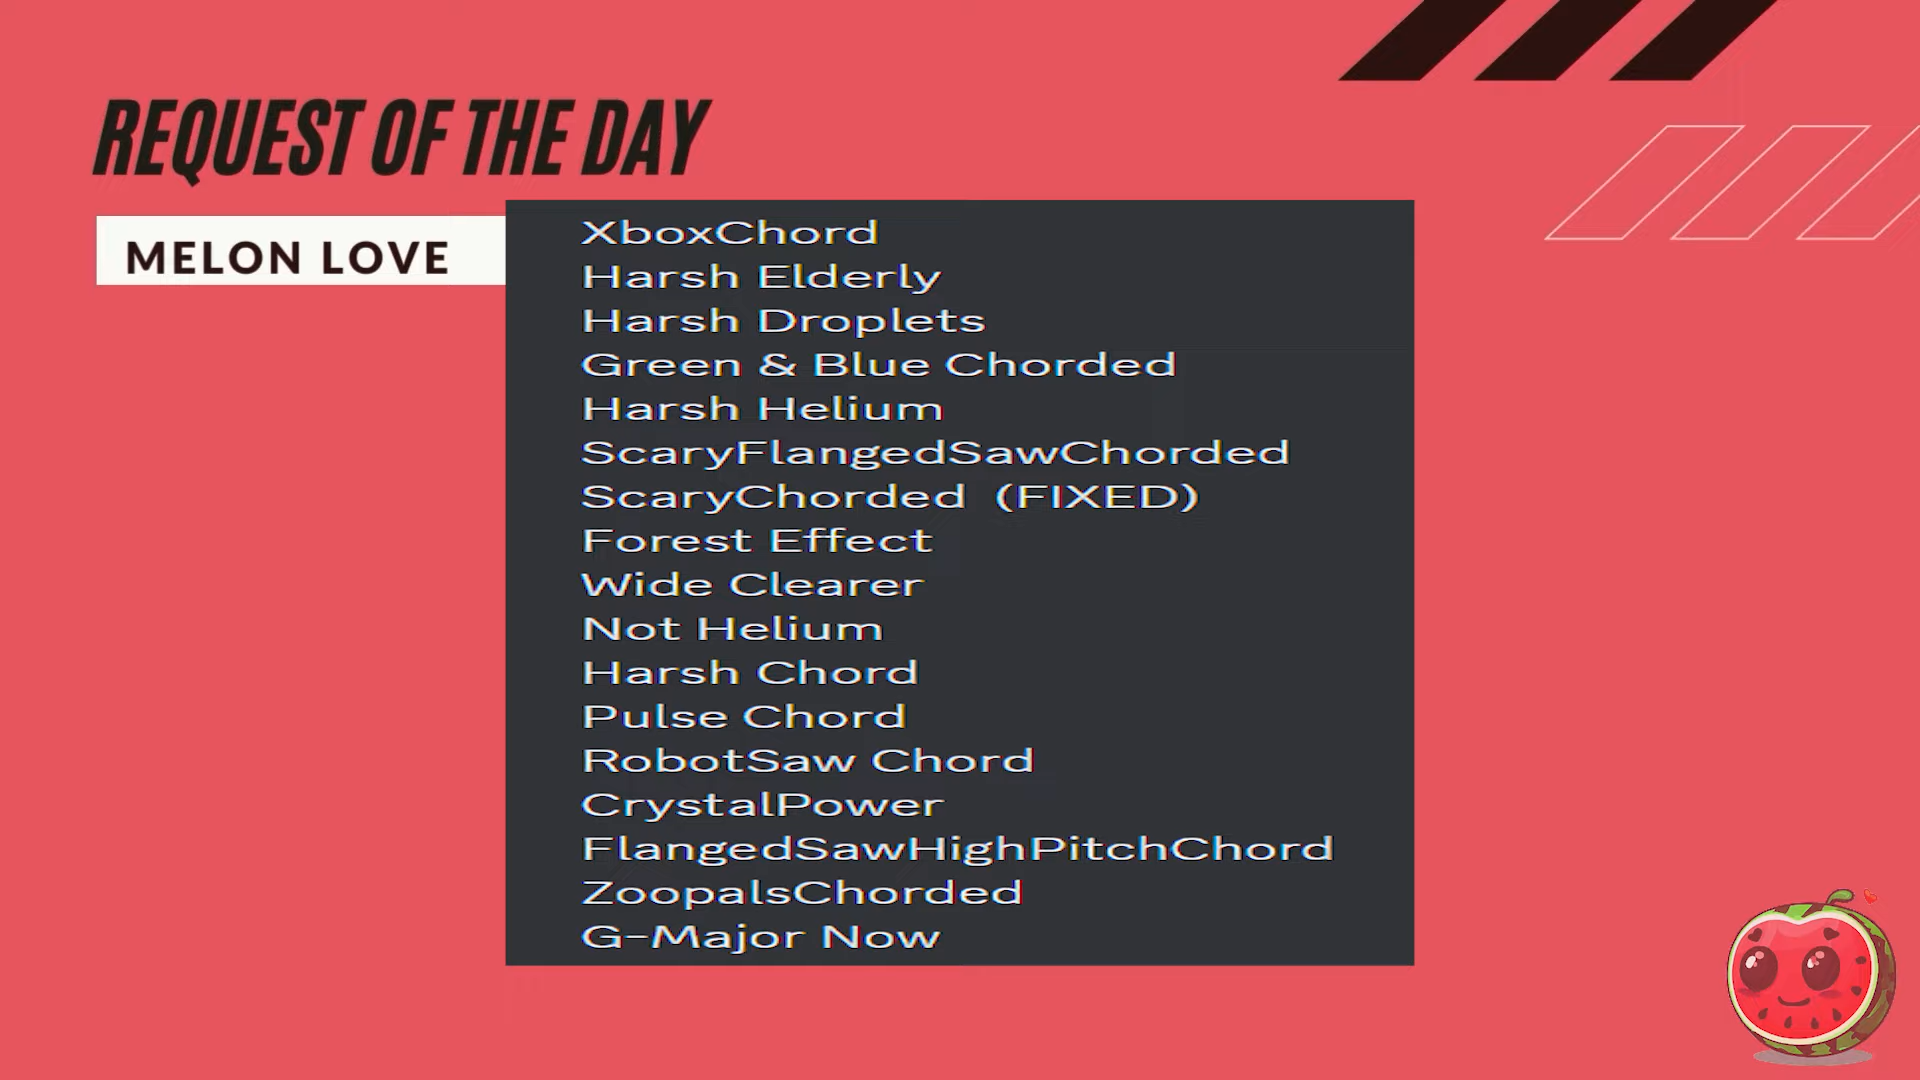 REQUEST OF THE DAY
MELON LOVE
XboxChord
Harsh Elderly
Harsh Droplets
Green & Blue Chorded
Harsh Helium
ScaryFlangedSawChorded
ScaryChorded (FIXED)
Forest Effect
Wide Clearer
Not Helium
Harsh Chord
Pulse Chord
RobotSaw Chord
CrystalPower
FlangedSawHighPitchChord
ZoopalsChorded
G-Major Now